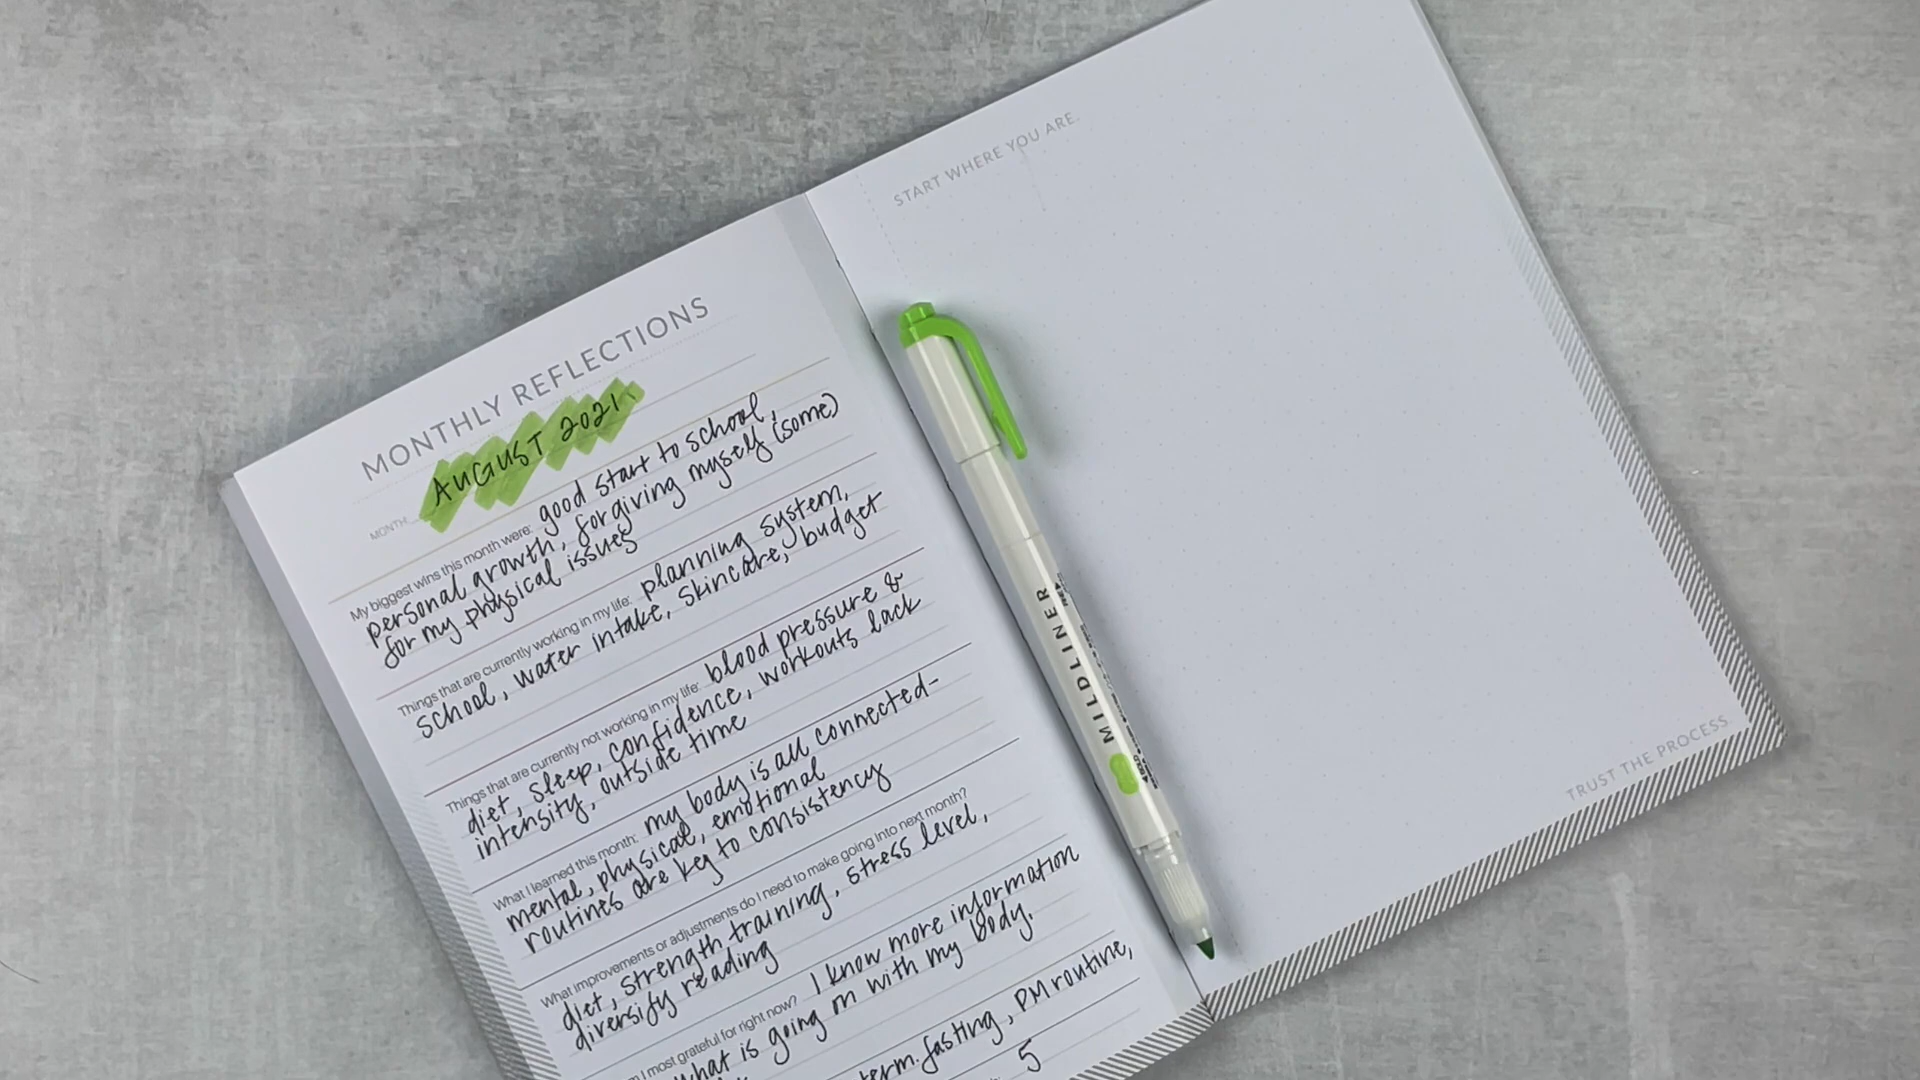 MONTHLY REFLECTIONS
MONTH: AUGUST 2021
My biggest wins this month were: good start to school,
personal growth, forgiving myself (some)
for my physical issues
Things that are currently working in my life: planning system,
school, water intake, skincare, budget
Things that are currently not working in my life: blood pressure &
diet, sleep, confidence, workouts lack
intensity, outside time
What I learned this month: my body is all connected-
mental, physical, emotional
routines are key to consistency
What improvements or adjustments do I need to make going into next month?
diet, strength training, stress level,
diversify reading
I most grateful for right now? I know more information
what is going on with my body.
term. fasting, PM routine,
5
START WHERE YOU ARE.
MILDLINER
TRUST THE PROCESS.